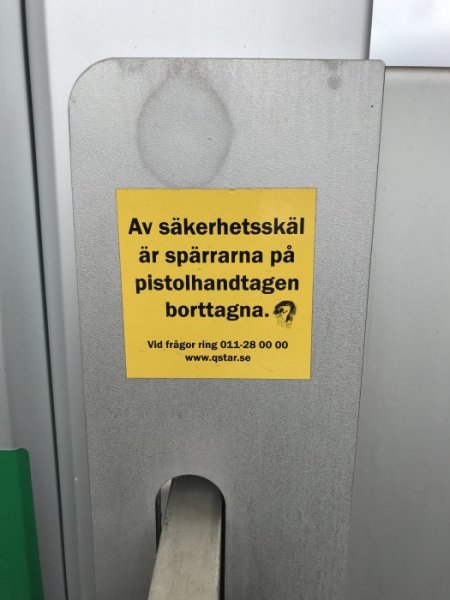 Av säkerhetsskäl
är spärrarna på
pistolhandtagen
borttagna.
Vid frågor ring 011-28 00 00
www.qstar.se